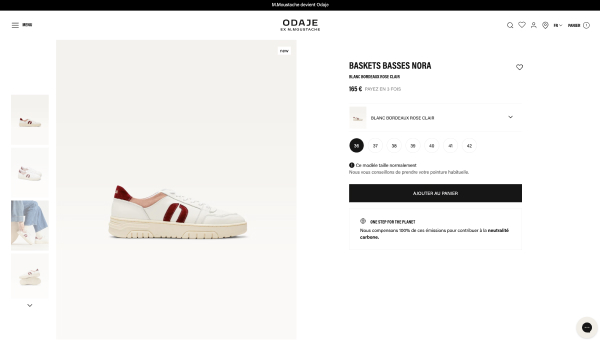 M.Moustache devient Odaje
MENU
ODAJE
EX M.MOUSTACHE
FR
PANIER
new
BASKETS BASSES NORA
BLANC BORDEAUX ROSE CLAIR
165 € PAYEZ EN 3 FOIS
BLANC BORDEAUX ROSE CLAIR
36 37 38 39 40 41 42
Ce modèle taille normalement
Nous vous conseillons de prendre votre pointure habituelle.
AJOUTER AU PANIER
ONE STEP FOR THE PLANET
Nous compensons 100% de ces émissions pour contribuer à la neutralité
carbone.